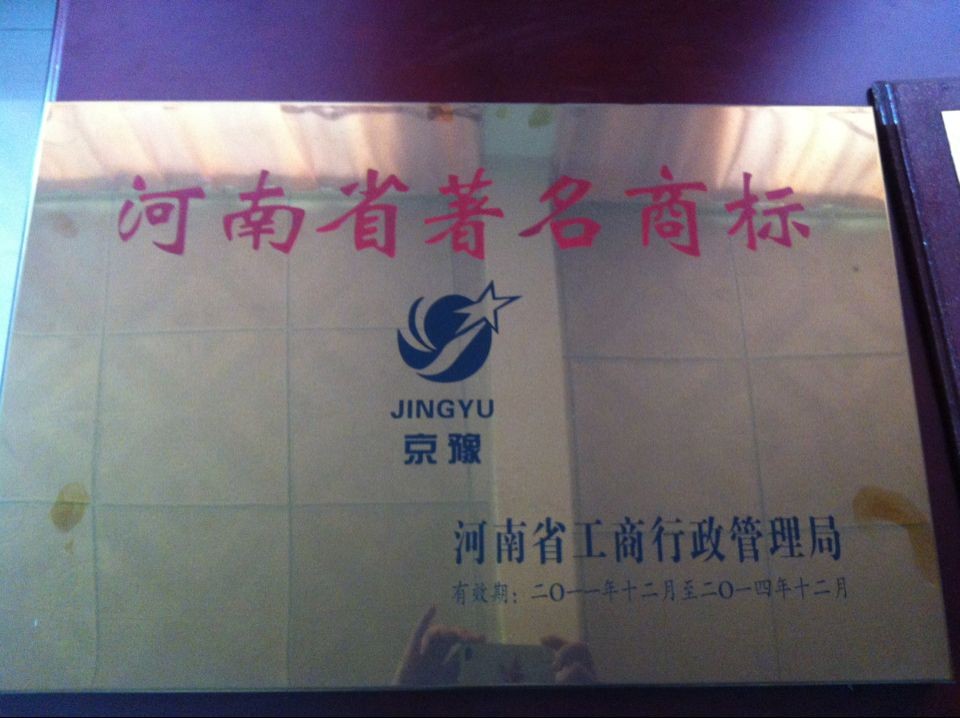 河南省著名商标
JINGYU
京豫
河南省工商行政管理局
有效期：二〇一一年十二月至二〇一四年十二月